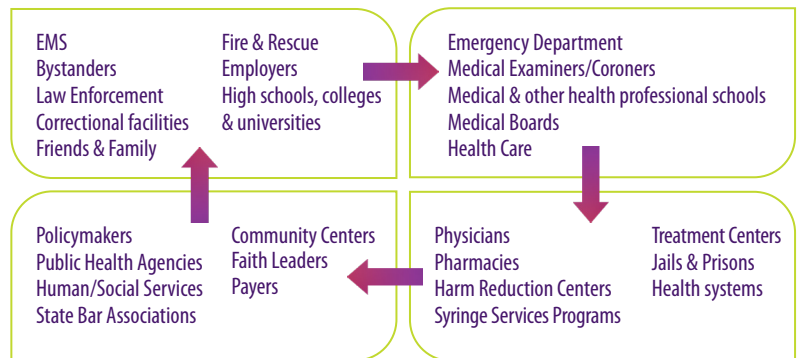 EMS
Bystanders
Law Enforcement
Correctional facilities
Friends & Family
Fire & Rescue
Employers
High schools, colleges
& universities
Emergency Department
Medical Examiners/Coroners
Medical & other health professional schools
Medical Boards
Health Care
Policymakers
Public Health Agencies
Human/Social Services
State Bar Associations
Community Centers
Faith Leaders
Payers
Physicians
Pharmacies
Harm Reduction Centers
Syringe Services Programs
Treatment Centers
Jails & Prisons
Health systems